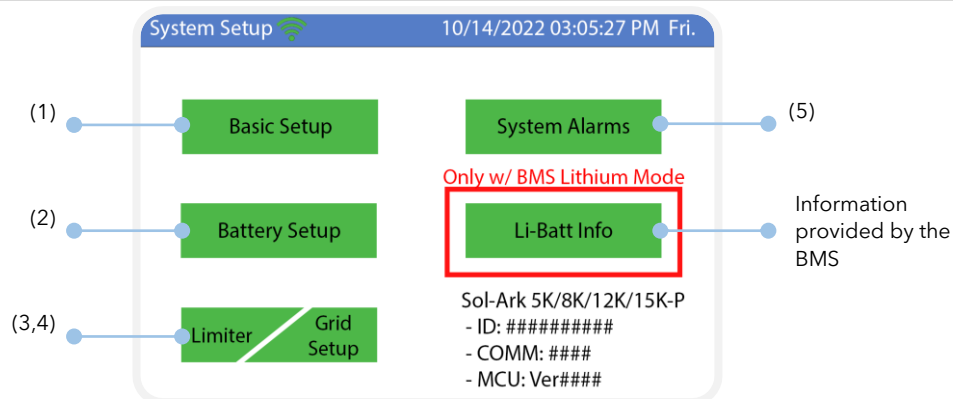 System Setup
10/14/2022 03:05:27 PM Fri.
(1)
Basic Setup
System Alarms
(5)
Only w/ BMS Lithium Mode
(2)
Battery Setup
Li-Batt Info
Information
provided by the
BMS
(3,4)
Limiter
Grid
Setup
Sol-Ark 5K/8K/12K/15K-P
- ID: ##########
- COMM: ####
- MCU: Ver####